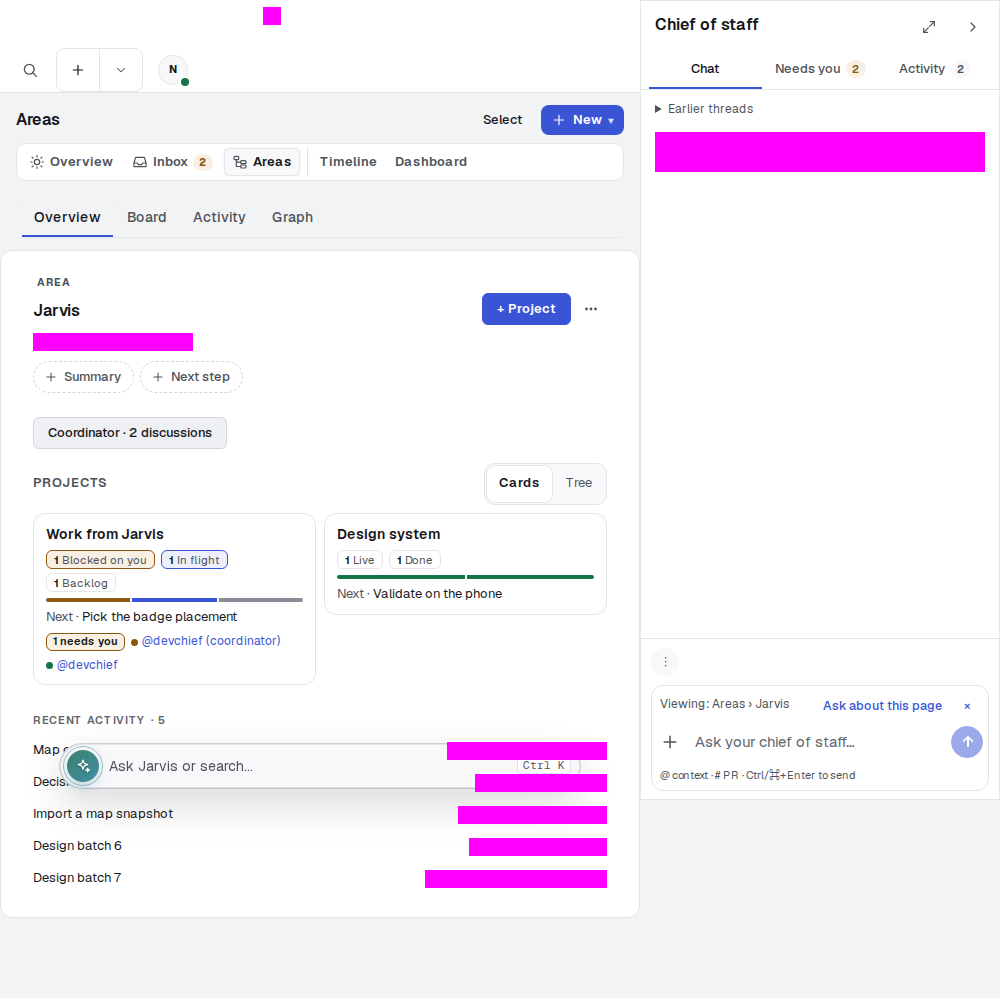 N
Areas
Select
New
Overview
Inbox 2
Areas
Timeline
Dashboard
Overview
Board
Activity
Graph
AREA
Jarvis
+ Project
Summary
Next step
Coordinator · 2 discussions
PROJECTS
Cards
Tree
Work from Jarvis
1 Blocked on you
1 In flight
1 Backlog
Next · Pick the badge placement
1 needs you
@devchief (coordinator)
@devchief
Design system
1 Live
1 Done
Next · Validate on the phone
RECENT ACTIVITY · 5
Map
Ask Jarvis or search...
Ctrl K
Import a map snapshot
Design batch 6
Design batch 7
Chief of staff
Chat
Needs you 2
Activity 2
Earlier threads
Viewing: Areas › Jarvis
Ask about this page
×
Ask your chief of staff...
@ context · # PR · Ctrl/⌘+Enter to send